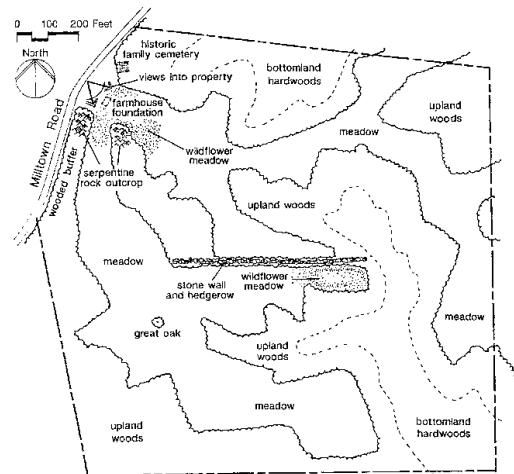 0 100 200 Feet
North
historic
family cemetery
views into property
farmhouse
foundation
bottomland
hardwoods
upland
woods
meadow
Milltown Road
wooded buffer
serpentine
rock outcrop
wildflower
meadow
upland woods
meadow
stone wall
and hedgerow
wildflower
meadow
great oak
upland
woods
meadow
meadow
upland
woods
bottomland
hardwoods